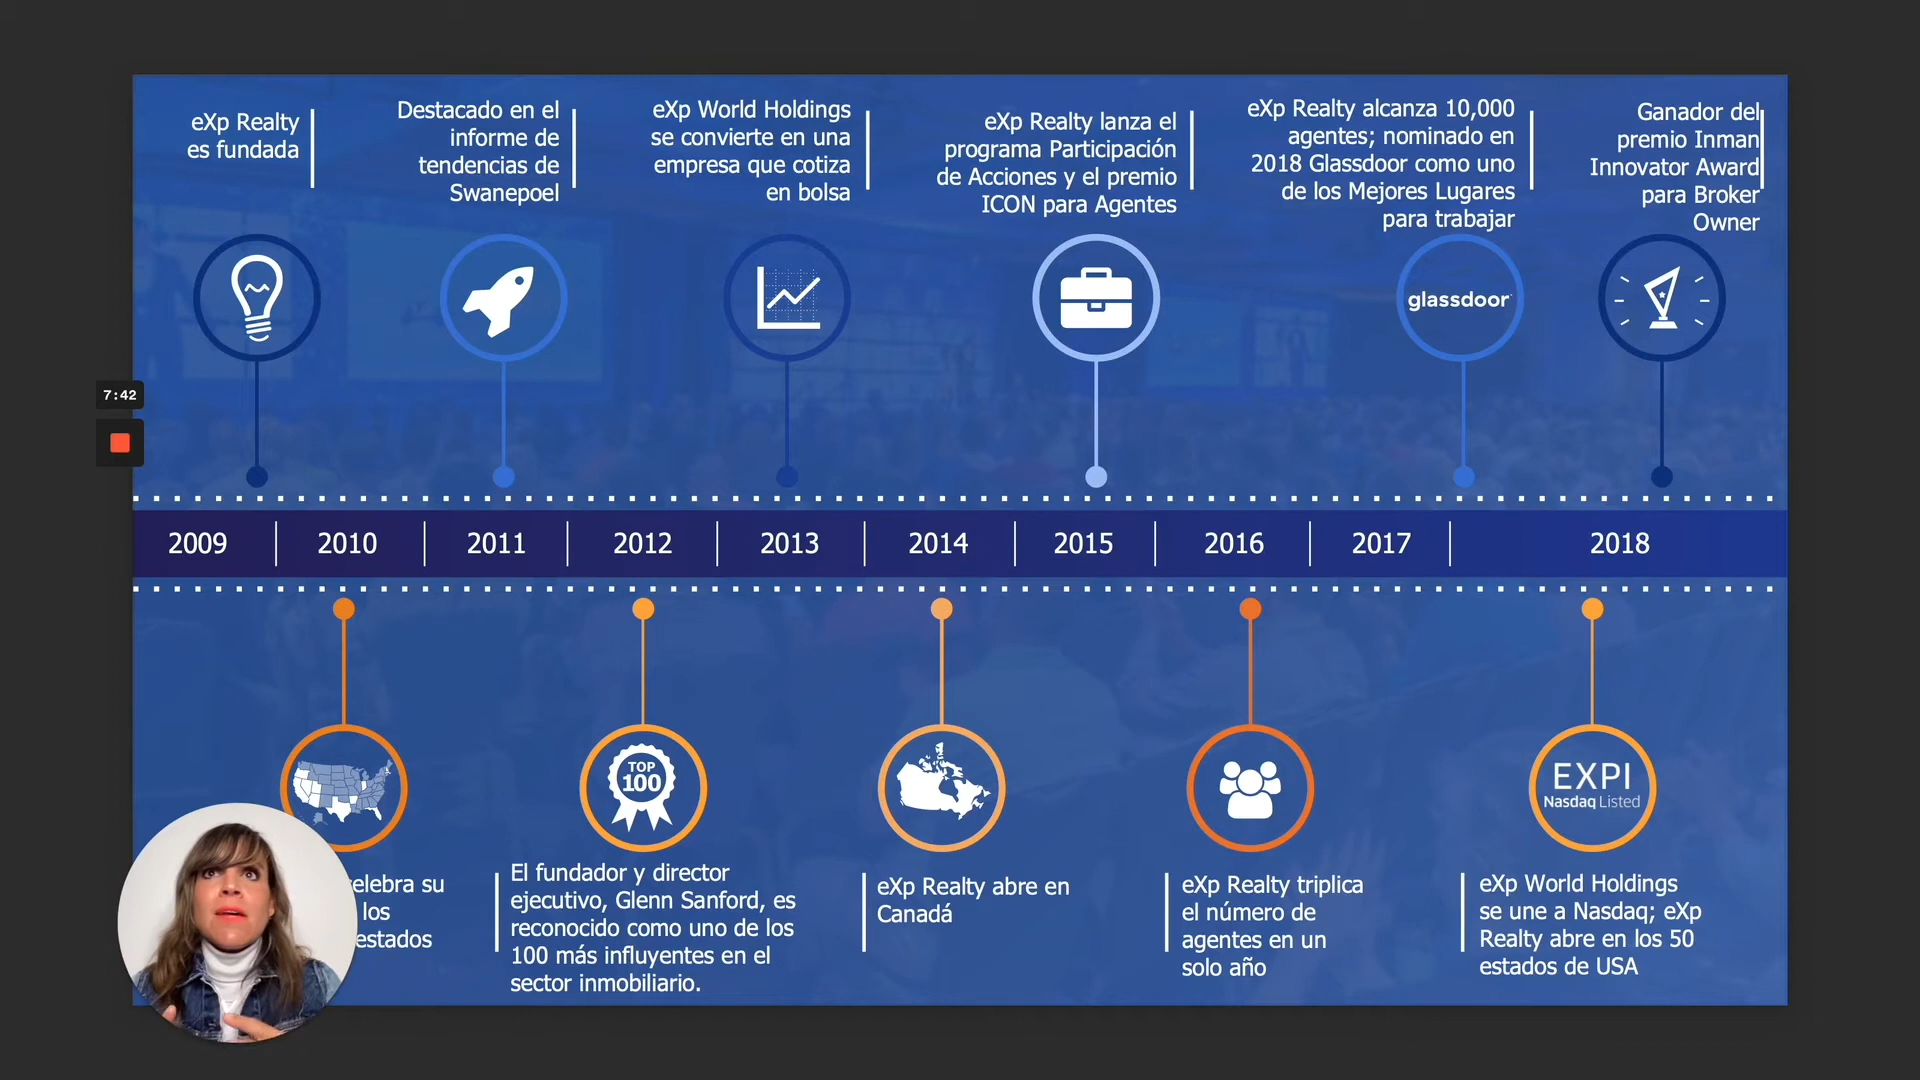 eXp Realty
es fundada
Destacado en el
informe de
tendencias de
Swanepoel
eXp World Holdings
se convierte en una
empresa que cotiza
en bolsa
eXp Realty lanza el
programa Participación
de Acciones y el premio
ICON para Agentes
eXp Realty alcanza 10,000
agentes; nominado en
2018 Glassdoor como uno
de los Mejores Lugares
para trabajar
Ganador del
premio Inman
Innovator Award
para Broker
Owner
glassdoor
7:42
2009
2010
2011
2012
2013
2014
2015
2016
2017
2018
TOP
100
EXPI
Nasdaq Listed
elebra su
los
estados
El fundador y director
ejecutivo, Glenn Sanford, es
reconocido como uno de los
100 más influyentes en el
sector inmobiliario.
eXp Realty abre en
Canadá
eXp Realty triplica
el número de
agentes en un
solo año
eXp World Holdings
se une a Nasdaq; eXp
Realty abre en los 50
estados de USA